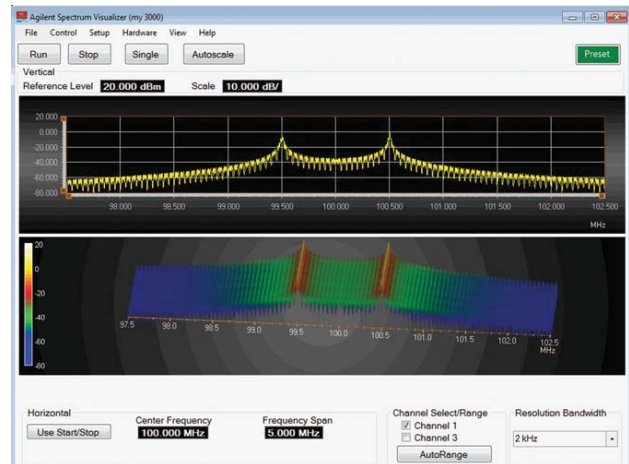 Agilent Spectrum Visualizer (my 3000)
File Control Setup Hardware View Help
Run Stop Single Autoscale Preset
Vertical
Reference Level 20.000 dBm Scale 10.000 dB/
20.000
0.000
-20.000
-40.000
-60.000
-80.000
98.000 98.500 99.000 99.500 100.000 100.500 101.000 101.500 102.000 102.500
MHz
20
0
-20
-40
-60
-80
97.5 98.0 98.5 99.0 99.5 100.0 100.5 101.0 101.5 102.0 102.5
MHz
Horizontal
Use Start/Stop
Center Frequency
100.000 MHz
Frequency Span
5.000 MHz
Channel Select/Range
Channel 1
Channel 3
AutoRange
Resolution Bandwidth
2 kHz